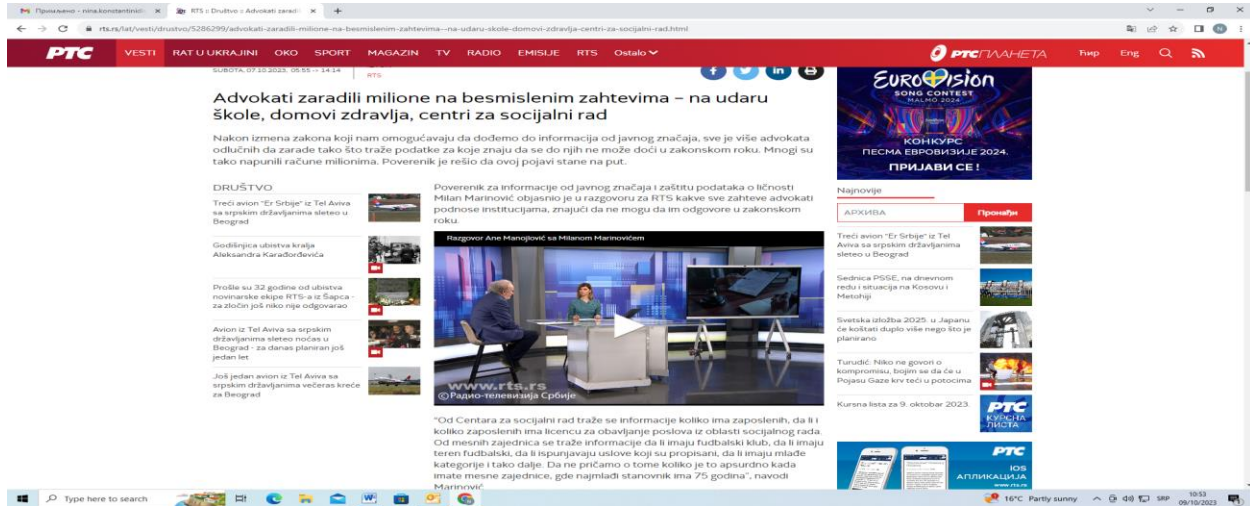 Примљено - nina.konstantinidi
RTS :: Društvo :: Advokati zaradi
rts.rs/lat/vesti/drustvo/5286299/advokati-zaradili-milione-na-besmislenim-zahtevima--na-udaru-skole-domovi-zdravlja-centri-za-socijalni-rad.html
РТС VESTI RAT U UKRAJINI OKO SPORT MAGAZIN TV RADIO EMISIJE RTS Ostalo РТСПЛАНЕТА Ћир Eng
SUBOTA, 07.10.2023, 05:55 -> 14:14
RTS
Advokati zaradili milione na besmislenim zahtevima – na udaru
škole, domovi zdravlja, centri za socijalni rad
Nakon izmena zakona koji nam omogućavaju da dođemo do informacija od javnog značaja, sve je više advokata
odlučnih da zarade tako što traže podatke za koje znaju da se do njih ne može doći u zakonskom roku. Mnogi su
tako napunili račune milionima. Poverenik je rešio da ovoj pojavi stane na put.
DRUŠTVO
Treći avion "Er Srbije" iz Tel Aviva
sa srpskim državljanima sleteo u
Beograd
Godišnjica ubistva kralja
Aleksandra Karađorđevića
Prošle su 32 godine od ubistva
novinarske ekipe RTS-a iz Šapca -
za zločin još niko nije odgovarao
Avion iz Tel Aviva sa srpskim
državljanima sleteo noćas u
Beograd - za danas planiran još
jedan let
Još jedan avion iz Tel Aviva sa
srpskim državljanima večeras kreće
za Beograd
Poverenik za informacije od javnog značaja i zaštitu podataka o ličnosti
Milan Marinović objasnio je u razgovoru za RTS kakve sve zahteve advokati
podnose institucijama, znajući da ne mogu da im odgovore u zakonskom
roku.
Razgovor Ane Manojlović sa Milanom Marinovićem
www.rts.rs
©Радио-телевизија Србије
"Od Centara za socijalni rad traže se informacije koliko ima zaposlenih, da li i
koliko zaposlenih ima licencu za obavljanje poslova iz oblasti socijalnog rada.
Od mesnih zajednica se traže informacije da li imaju fudbalski klub, da li imaju
teren fudbalski, da li ispunjavaju uslove koji su propisani, da li imaju mlađe
kategorije i tako dalje. Da ne pričamo o tome koliko je to apsurdno kada
imate mesne zajednice, gde najmlađi stanovnik ima 75 godina", navodi
Marinović.
EUROVISION
SONG CONTEST
MALMÖ 2024
КОНКУРС
ПЕСМА ЕВРОВИЗИЈЕ 2024.
ПРИЈАВИ СЕ !
Najnovije
АРХИВА Пронађи
Treći avion "Er Srbije" iz Tel
Aviva sa srpskim državljanima
sleteo u Beograd
Sednica PSSE, na dnevnom
redu i situacija na Kosovu i
Metohiji
Svetska izložba 2025. u Japanu
će koštati duplo više nego što je
planirano
Turudić: Niko ne govori o
kompromisu, bojim se da će u
Pojasu Gaze krv teći u potocima
Kursna lista za 9. oktobar 2023.
РТС
КУРСНА
ЛИСТА
РТС
iOS
АПЛИКАЦИЈА
www.rts.rs
Type here to search
16°C Partly sunny
SRP
10:53
09/10/2023